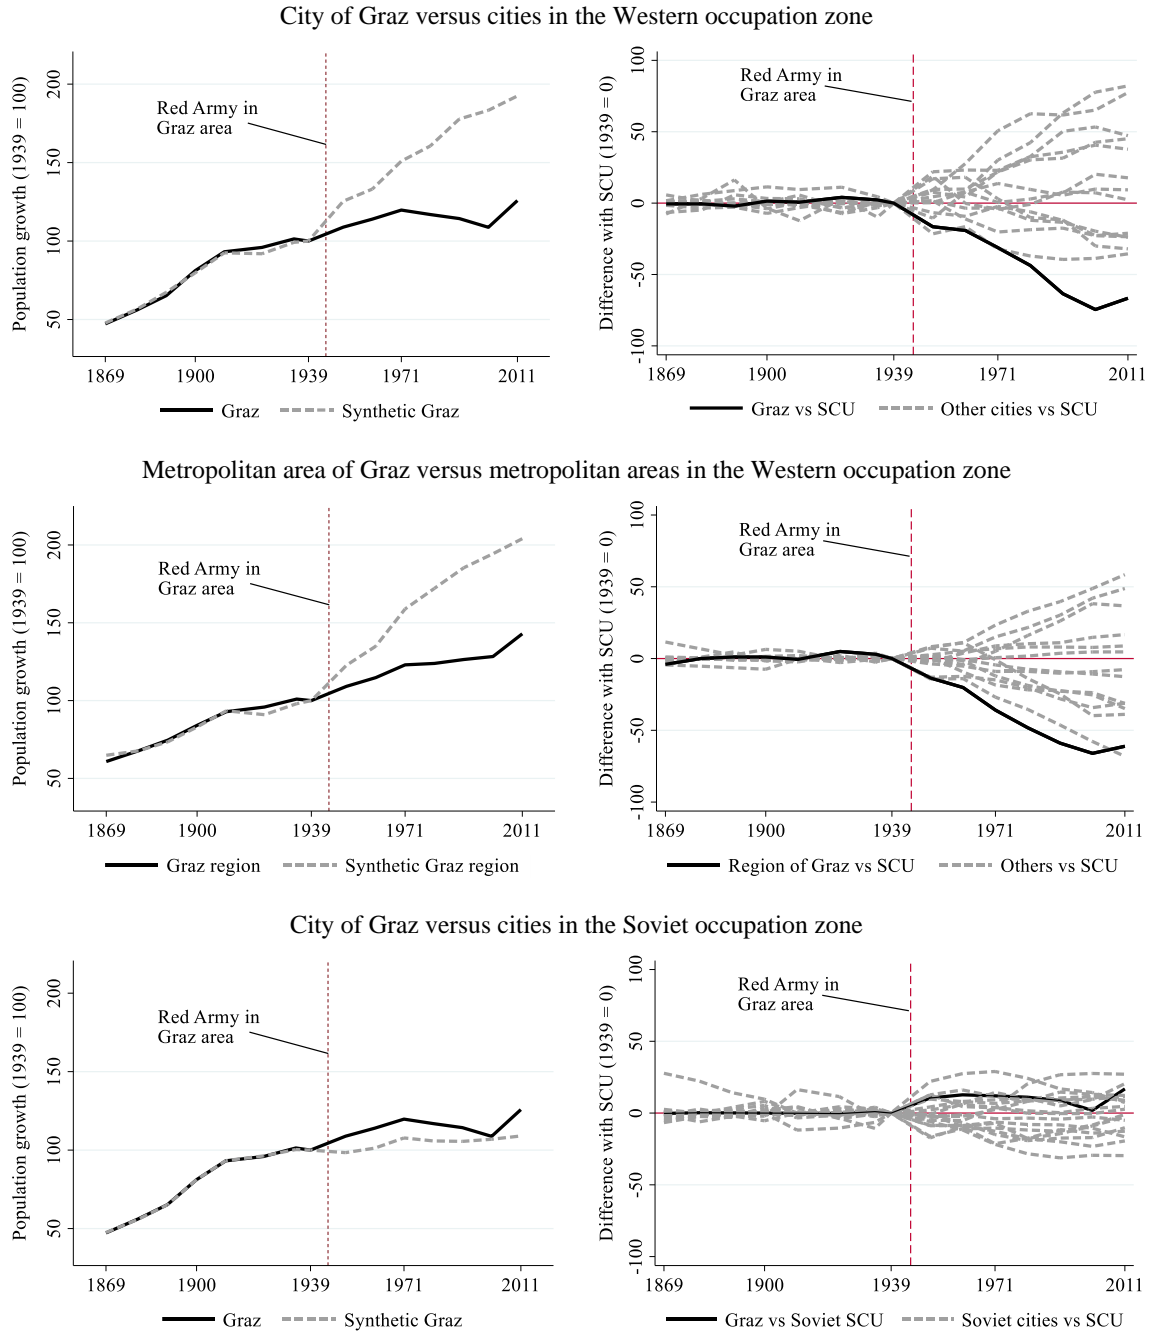 City of Graz versus cities in the Western occupation zone
Population growth (1939 = 100)
200
150
100
50
Red Army in
Graz area
1869 1900 1939 1971 2011
Graz Synthetic Graz
Difference with SCU (1939 = 0)
100
50
0
-50
-100
Red Army in
Graz area
1869 1900 1939 1971 2011
Graz vs SCU Other cities vs SCU
Metropolitan area of Graz versus metropolitan areas in the Western occupation zone
Population growth (1939 = 100)
200
150
100
50
Red Army in
Graz area
1869 1900 1939 1971 2011
Graz region Synthetic Graz region
Difference with SCU (1939 = 0)
100
50
0
-50
-100
Red Army in
Graz area
1869 1900 1939 1971 2011
Region of Graz vs SCU Others vs SCU
City of Graz versus cities in the Soviet occupation zone
Population growth (1939 = 100)
200
150
100
50
Red Army in
Graz area
1869 1900 1939 1971 2011
Graz Synthetic Graz
Difference with SCU (1939 = 0)
100
50
0
-50
-100
Red Army in
Graz area
1869 1900 1939 1971 2011
Graz vs Soviet SCU Soviet cities vs SCU